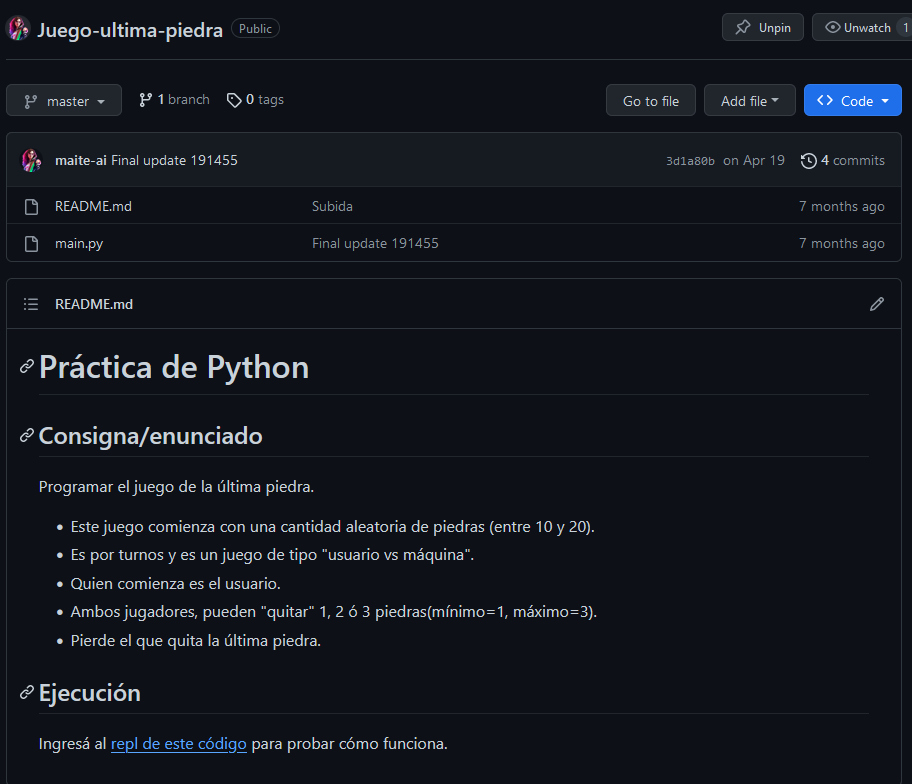 Juego-ultima-piedra Public Unpin Unwatch 1
master 1 branch 0 tags Go to file Add file Code
maite-ai Final update 191455 3d1a80b on Apr 19 4 commits
README.md Subida 7 months ago
main.py Final update 191455 7 months ago
README.md
Práctica de Python
Consigna/enunciado
Programar el juego de la última piedra.
• Este juego comienza con una cantidad aleatoria de piedras (entre 10 y 20).
• Es por turnos y es un juego de tipo "usuario vs máquina".
• Quien comienza es el usuario.
• Ambos jugadores, pueden "quitar" 1, 2 ó 3 piedras(mínimo=1, máximo=3).
• Pierde el que quita la última piedra.
Ejecución
Ingresá al repl de este código para probar cómo funciona.